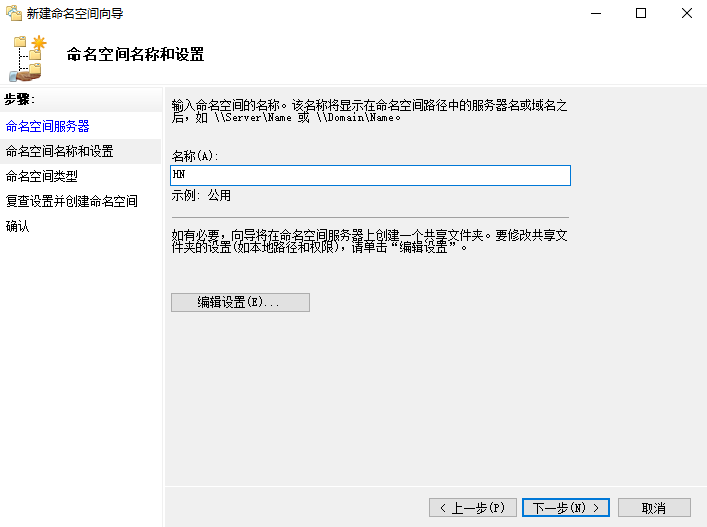 新建命名空间向导
命名空间名称和设置
步骤:
命名空间服务器
命名空间名称和设置
命名空间类型
复查设置并创建命名空间
确认
输入命名空间的名称。该名称将显示在命名空间路径中的服务器名或域名之
后，如 \\Server\Name 或 \\Domain\Name。
名称(A):
HN
示例: 公用
如有必要，向导将在命名空间服务器上创建一个共享文件夹。要修改共享文
件夹的设置(如本地路径和权限)，请单击“编辑设置”。
编辑设置(E)...
< 上一步(P)
下一步(N) >
取消